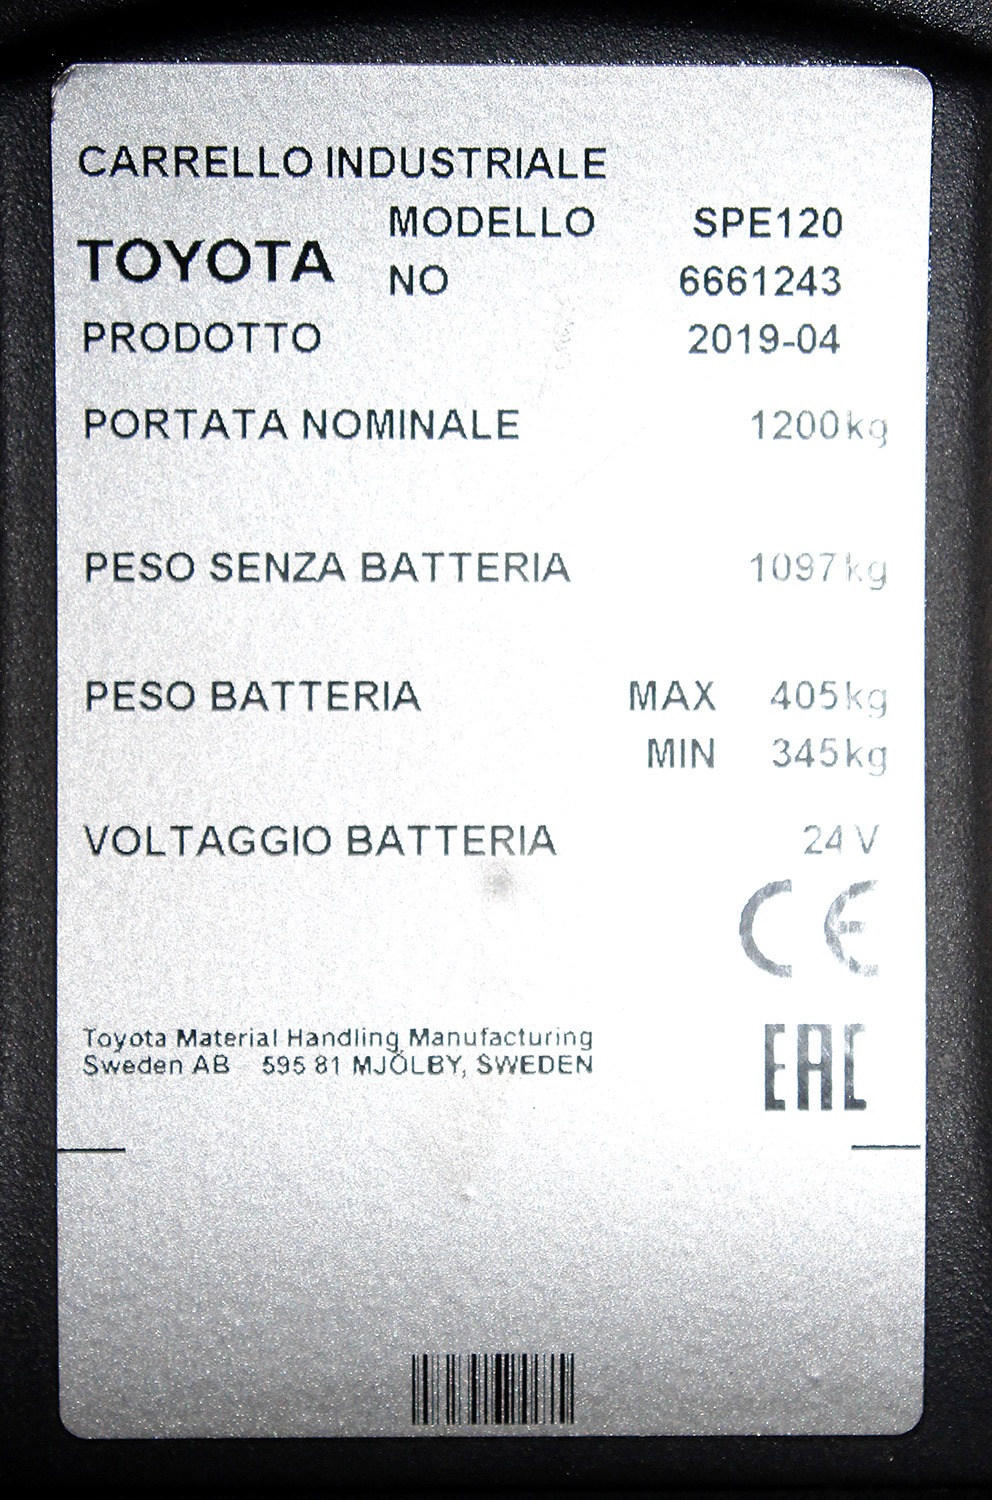 CARRELLO INDUSTRIALE
MODELLO SPE120
TOYOTA
NO 6661243
PRODOTTO 2019-04
PORTATA NOMINALE 1200kg
PESO SENZA BATTERIA 1097kg
PESO BATTERIA MAX 405kg
MIN 345kg
VOLTAGGIO BATTERIA 24 V
CE
Toyota Material Handling Manufacturing
Sweden AB 595 81 MJÖLBY, SWEDEN
EAC